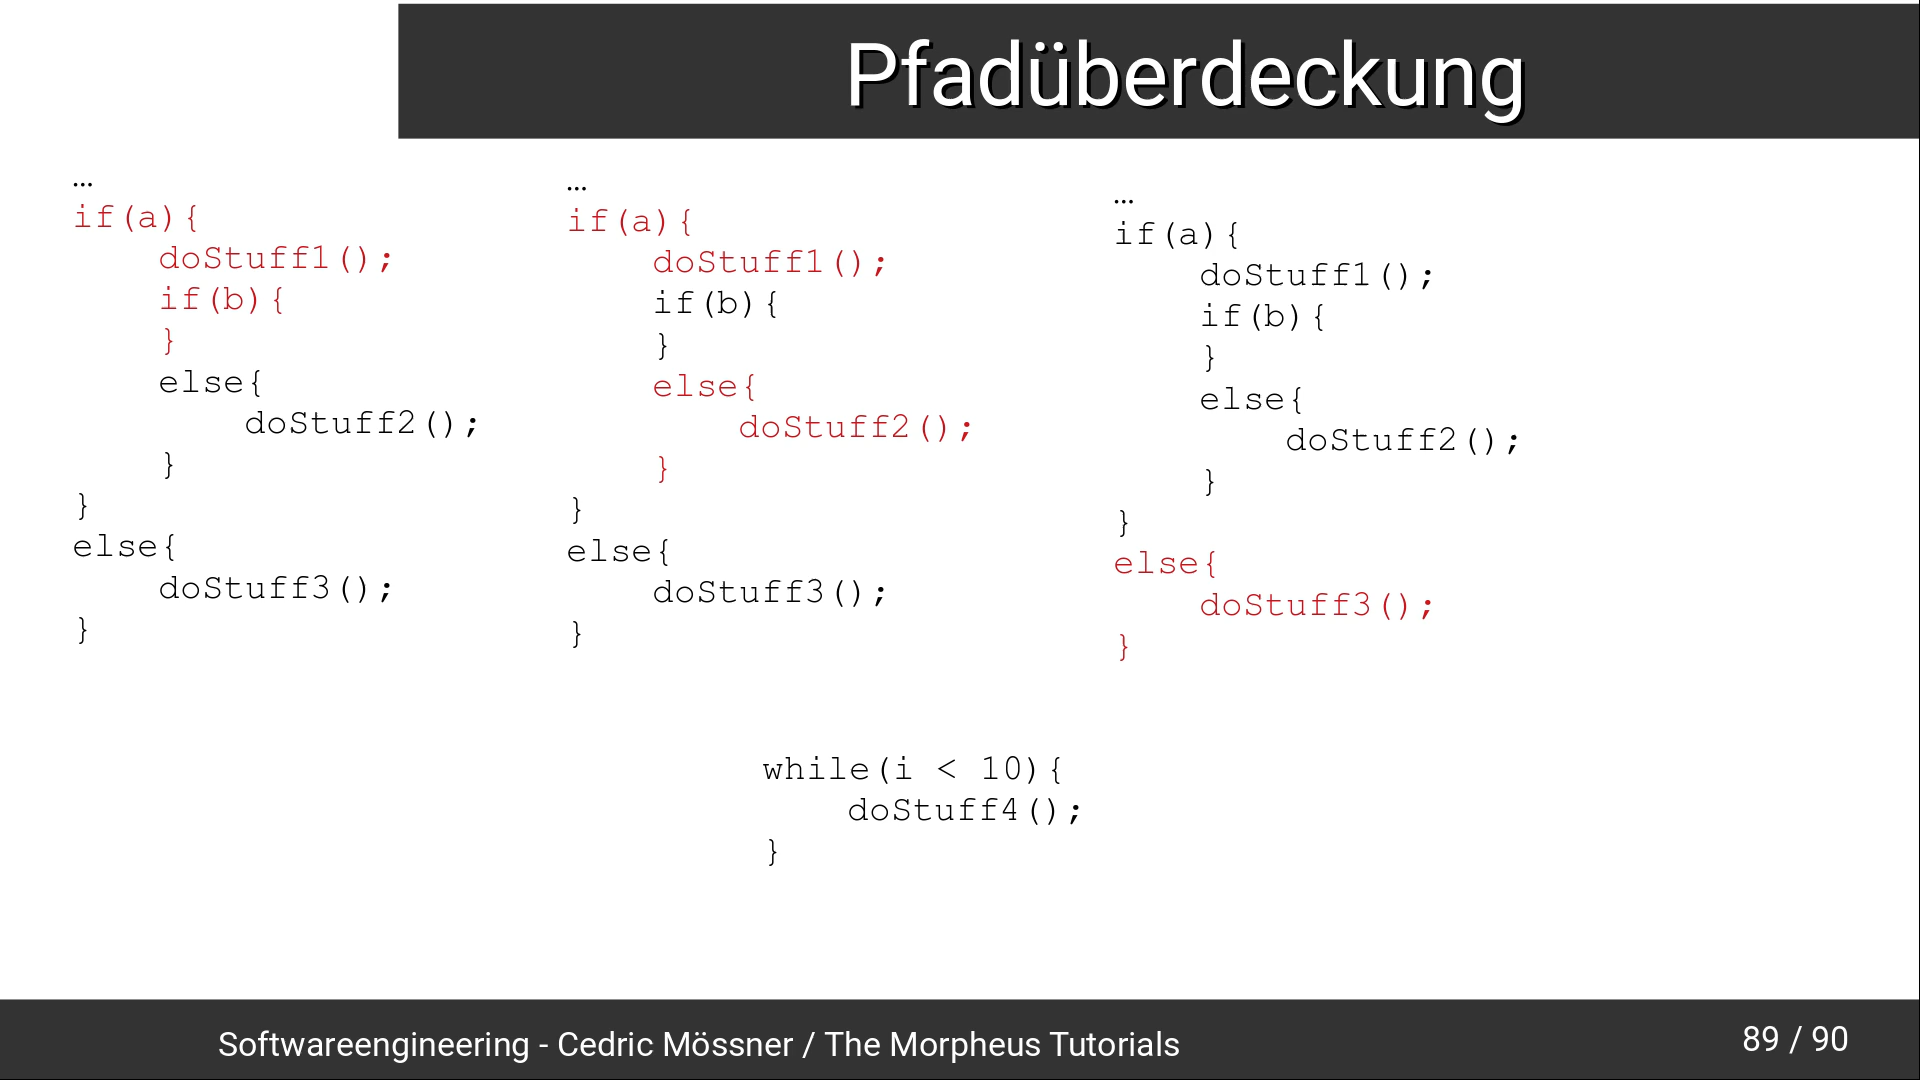 Pfadüberdeckung
…
if(a){
doStuff1();
if(b){
}
else{
doStuff2();
}
}
else{
doStuff3();
}
…
if(a){
doStuff1();
if(b){
}
else{
doStuff2();
}
}
else{
doStuff3();
}
…
if(a){
doStuff1();
if(b){
}
else{
doStuff2();
}
}
else{
doStuff3();
}
while(i < 10){
doStuff4();
}
Softwareengineering - Cedric Mössner / The Morpheus Tutorials
89 / 90